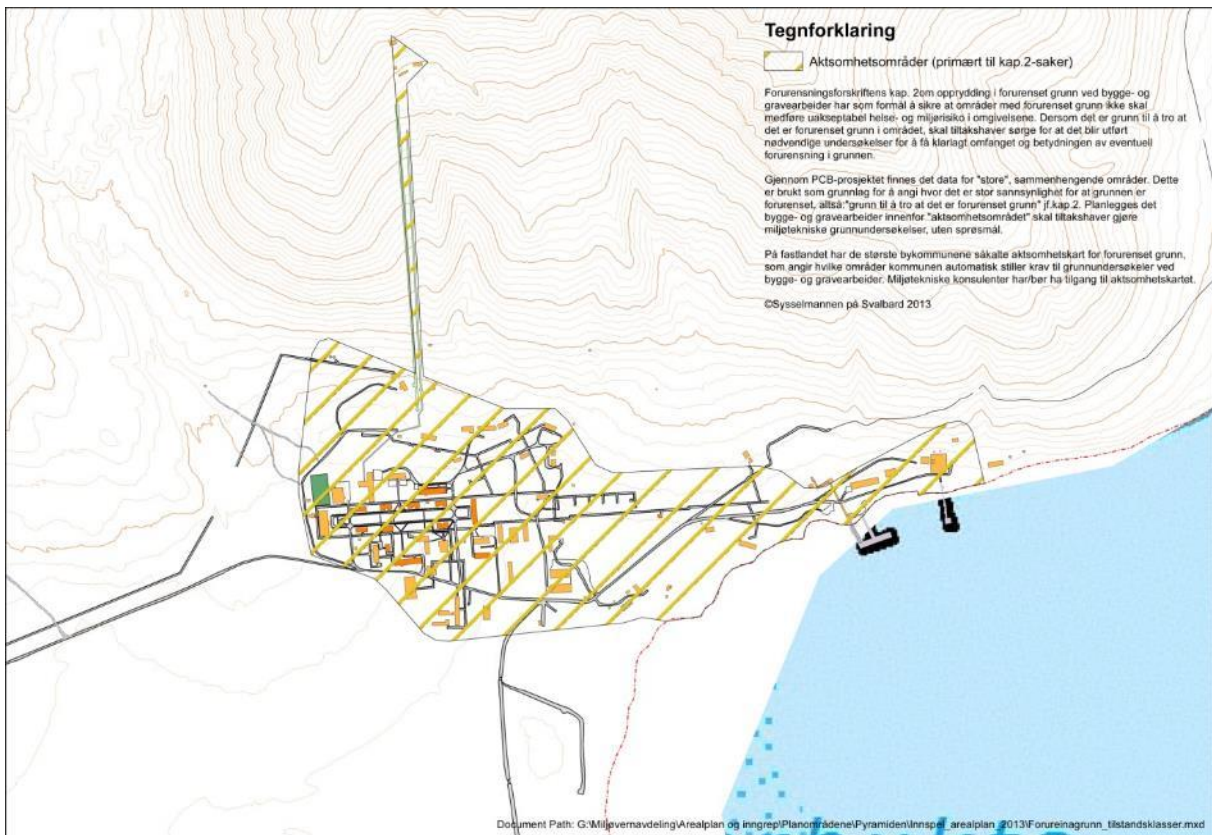 Tegnforklaring
Aktsomhetsområder (primært til kap.2-saker)
Forurensningsforskriftens kap. 2om opprydding i forurenset grunn ved bygge- og
gravearbeider har som formål å sikre at områder med forurenset grunn ikke skal
medføre uakseptabel helse- og miljørisiko i omgivelsene. Dersom det er grunn til å tro at
det er forurenset grunn i området, skal tiltakshaver sørge for at det blir utført
nødvendige undersøkelser for å få klarlagt omfanget og betydningen av eventuell
forurensning i grunnen.
Gjennom PCB-prosjektet finnes det data for "store", sammenhengende områder. Dette
er brukt som grunnlag for å angi hvor det er stor sannsynlighet for at grunnen er
forurenset, altså:"grunn til å tro at det er forurenset grunn" jf.kap.2. Planlegges det
bygge- og gravearbeider innenfor "aktsomhetsområdet" skal tiltakshaver gjøre
miljøtekniske grunnundersøkelser, uten spørsmål.
På fastlandet har de største bykommunene såkalte aktsomhetskart for forurenset grunn,
som angir hvilke områder kommunen automatisk stiller krav til grunnundersøkeler ved
bygge- og gravearbeider. Miljøtekniske konsulenter har/bør ha tilgang til aktsomhetskartet.
©Sysselmannen på Svalbard 2013
Document Path: G:\Miljøvernavdeling\Arealplan og inngrep\Planområdene\Pyramiden\Innspel_arealplan_2013\Forureinagrunn_tilstandsklasser.mxd